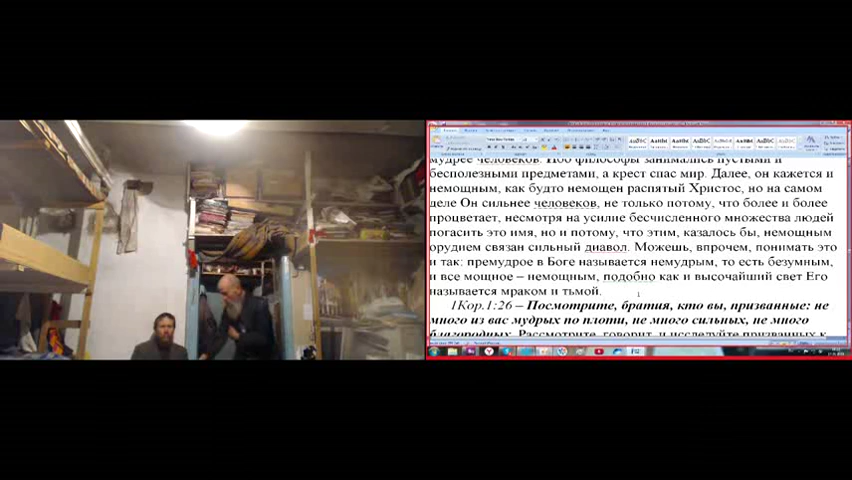 мудрее человеков. Ибо философы занимались пустыми и
бесполезными предметами, а крест спас мир. Далее, он кажется и
немощным, как будто немощен распятый Христос, но на самом
деле Он сильнее человеков, не только потому, что более и более
процветает, несмотря на усилие бесчисленного множества людей
погасить это имя, но и потому, что этим, казалось бы, немощным
орудием связан сильный диавол. Можешь, впрочем, понимать это
и так: премудрое в Боге называется немудрым, то есть безумным,
и все мощное – немощным, подобно как и высочайший свет Его
называется мраком и тьмой.
1Кор.1:26 – Посмотрите, братия, кто вы, призванные: не
много из вас мудрых по плоти, не много сильных, не много
благородных. Рассмотрите, говорит, и исследуйте призванных к